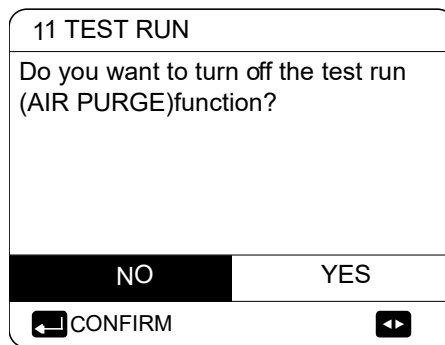 11 TEST RUN
Do you want to turn off the test run
(AIR PURGE)function?
NO YES
CONFIRM